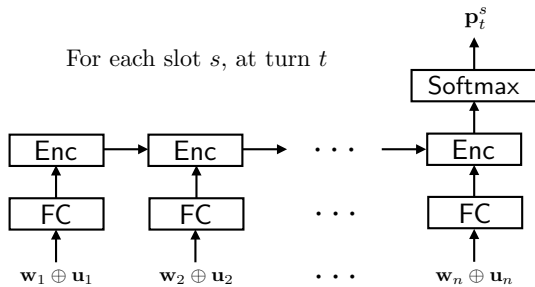 p_t^s
For each slot s, at turn t
Softmax
Enc Enc · · · Enc
FC FC · · · FC
w_1 ⊕ u_1 w_2 ⊕ u_2 · · · w_n ⊕ u_n